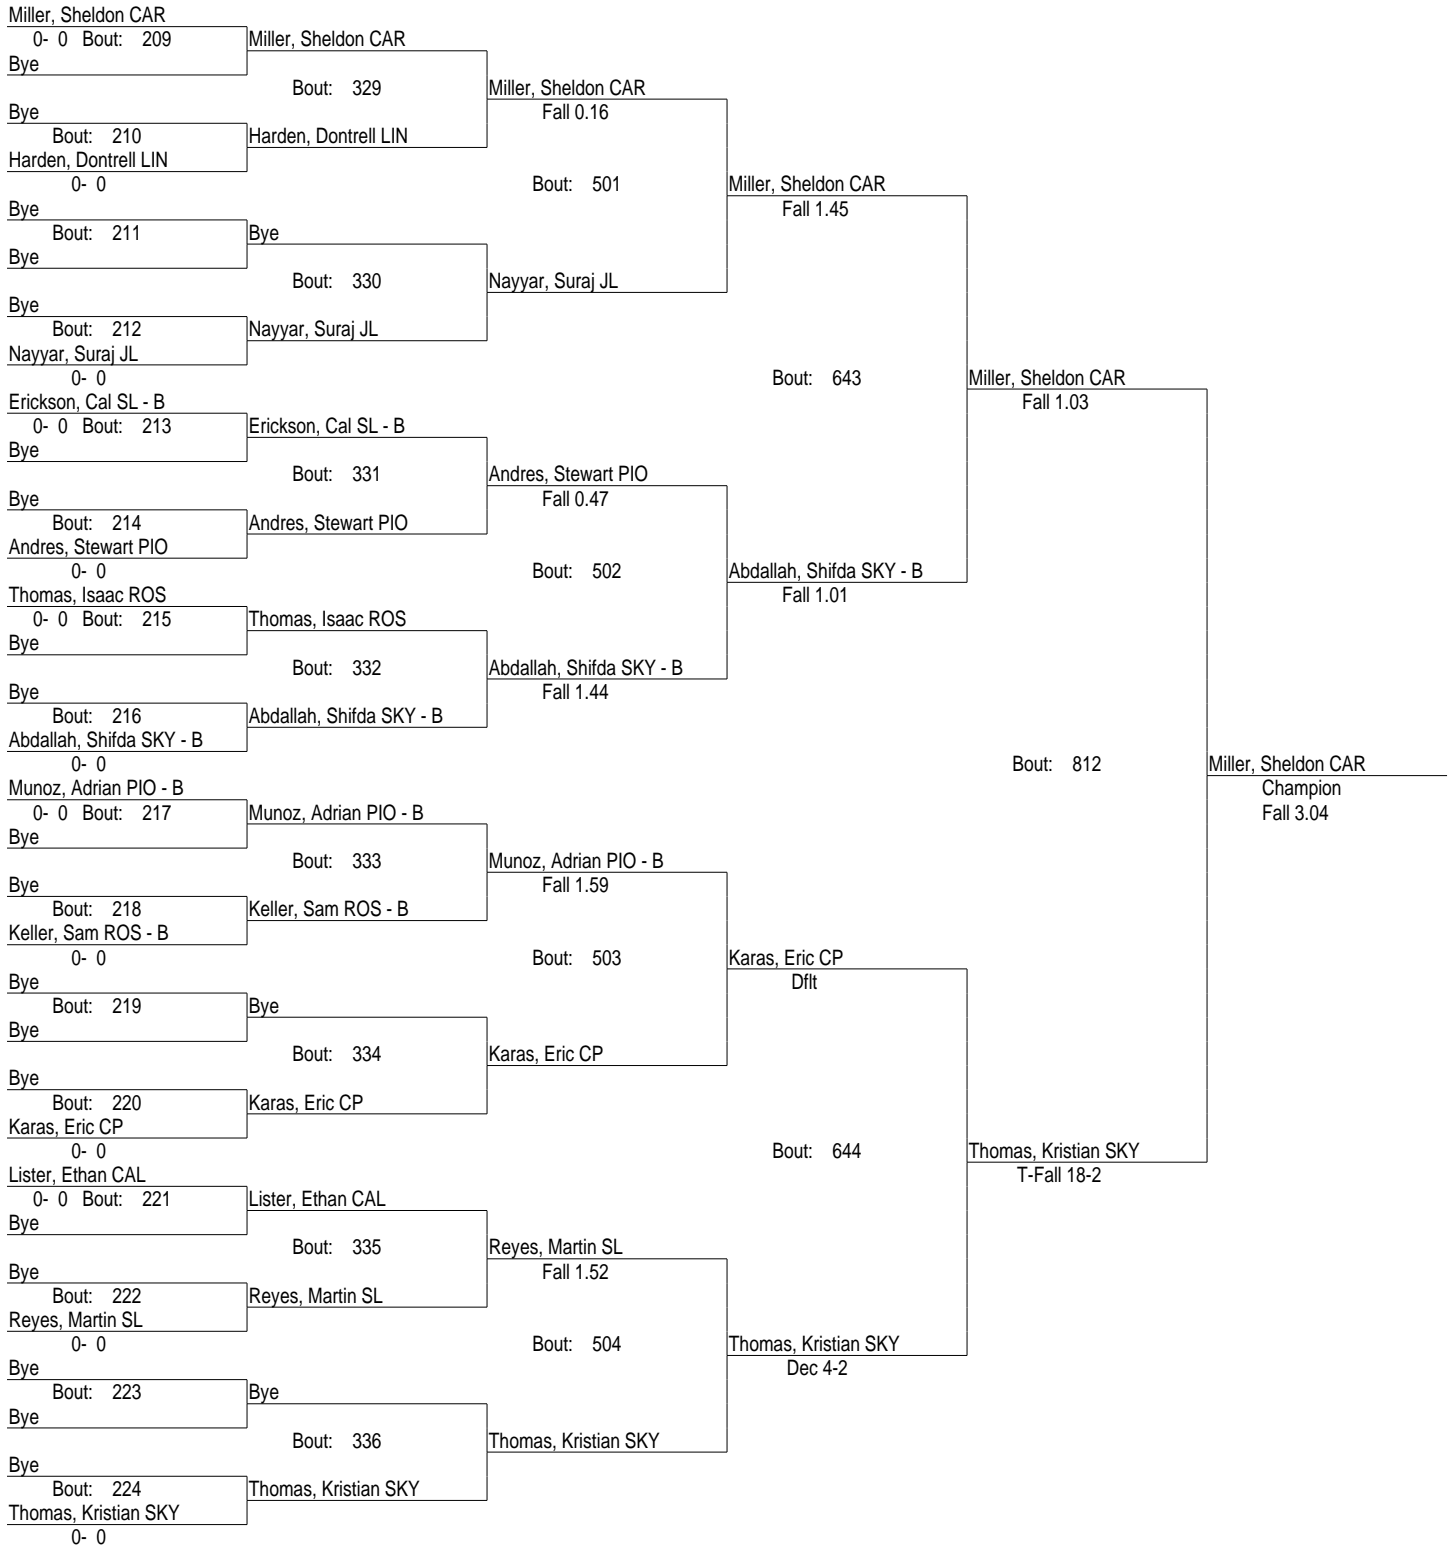 Miller, Sheldon CAR
0- 0 Bout: 209 Miller, Sheldon CAR
Bye
Bout: 329 Miller, Sheldon CAR
Bye Fall 0.16
Bout: 210 Harden, Dontrell LIN
Harden, Dontrell LIN
0- 0 Bout: 501 Miller, Sheldon CAR
Bye Fall 1.45
Bout: 211 Bye
Bye
Bout: 330 Nayyar, Suraj JL
Bye
Bout: 212 Nayyar, Suraj JL
Nayyar, Suraj JL
0- 0 Bout: 643 Miller, Sheldon CAR
Erickson, Cal SL - B Fall 1.03
0- 0 Bout: 213 Erickson, Cal SL - B
Bye
Bout: 331 Andres, Stewart PIO
Bye Fall 0.47
Bout: 214 Andres, Stewart PIO
Andres, Stewart PIO
0- 0 Bout: 502 Abdallah, Shifda SKY - B
Thomas, Isaac ROS Fall 1.01
0- 0 Bout: 215 Thomas, Isaac ROS
Bye
Bout: 332 Abdallah, Shifda SKY - B
Bye Fall 1.44
Bout: 216 Abdallah, Shifda SKY - B
Abdallah, Shifda SKY - B
0- 0 Bout: 812 Miller, Sheldon CAR
Munoz, Adrian PIO - B Champion
0- 0 Bout: 217 Munoz, Adrian PIO - B Fall 3.04
Bye
Bout: 333 Munoz, Adrian PIO - B
Bye Fall 1.59
Bout: 218 Keller, Sam ROS - B
Keller, Sam ROS - B
0- 0 Bout: 503 Karas, Eric CP
Bye Dflt
Bout: 219 Bye
Bye
Bout: 334 Karas, Eric CP
Bye
Bout: 220 Karas, Eric CP
Karas, Eric CP
0- 0 Bout: 644 Thomas, Kristian SKY
Lister, Ethan CAL T-Fall 18-2
0- 0 Bout: 221 Lister, Ethan CAL
Bye
Bout: 335 Reyes, Martin SL
Bye Fall 1.52
Bout: 222 Reyes, Martin SL
Reyes, Martin SL
0- 0 Bout: 504 Thomas, Kristian SKY
Bye Dec 4-2
Bout: 223 Bye
Bye
Bout: 336 Thomas, Kristian SKY
Bye
Bout: 224 Thomas, Kristian SKY
Thomas, Kristian SKY
0- 0